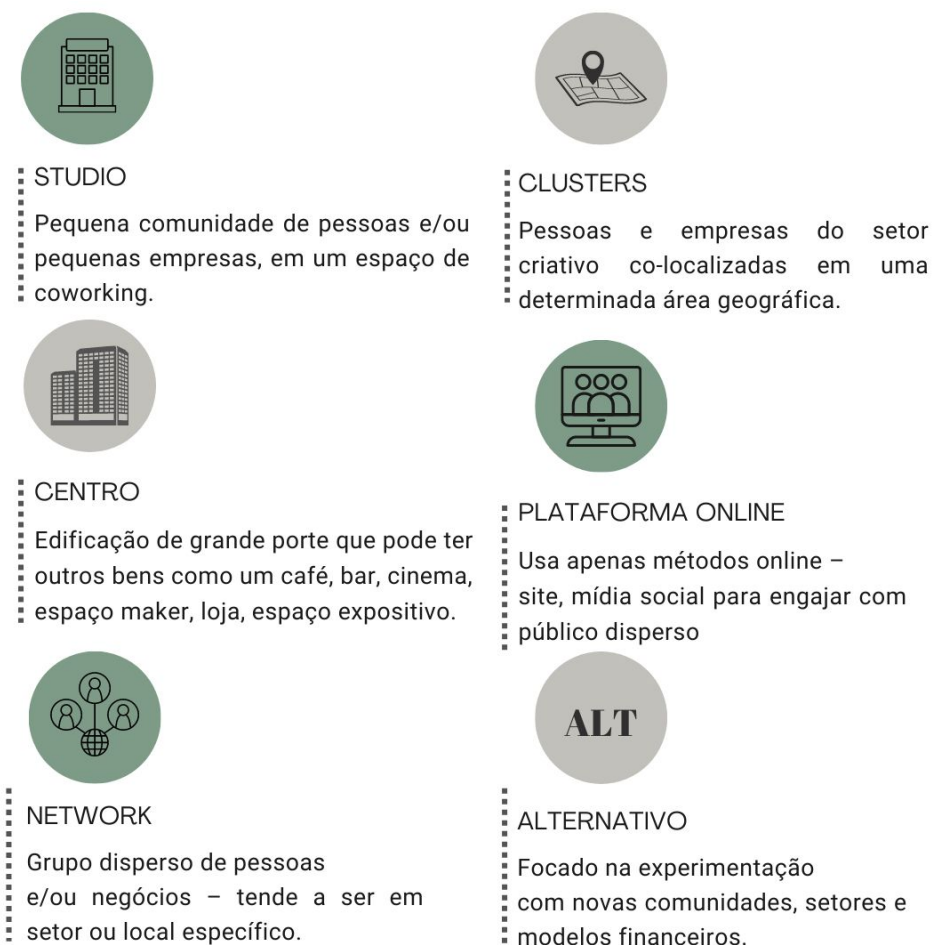 STUDIO
Pequena comunidade de pessoas e/ou
pequenas empresas, em um espaço de
coworking.
CENTRO
Edificação de grande porte que pode ter
outros bens como um café, bar, cinema,
espaço maker, loja, espaço expositivo.
NETWORK
Grupo disperso de pessoas
e/ou negócios – tende a ser em
setor ou local específico.
CLUSTERS
Pessoas e empresas do setor
criativo co-localizadas em uma
determinada área geográfica.
PLATAFORMA ONLINE
Usa apenas métodos online –
site, mídia social para engajar com
público disperso
ALT
ALTERNATIVO
Focado na experimentação
com novas comunidades, setores e
modelos financeiros.